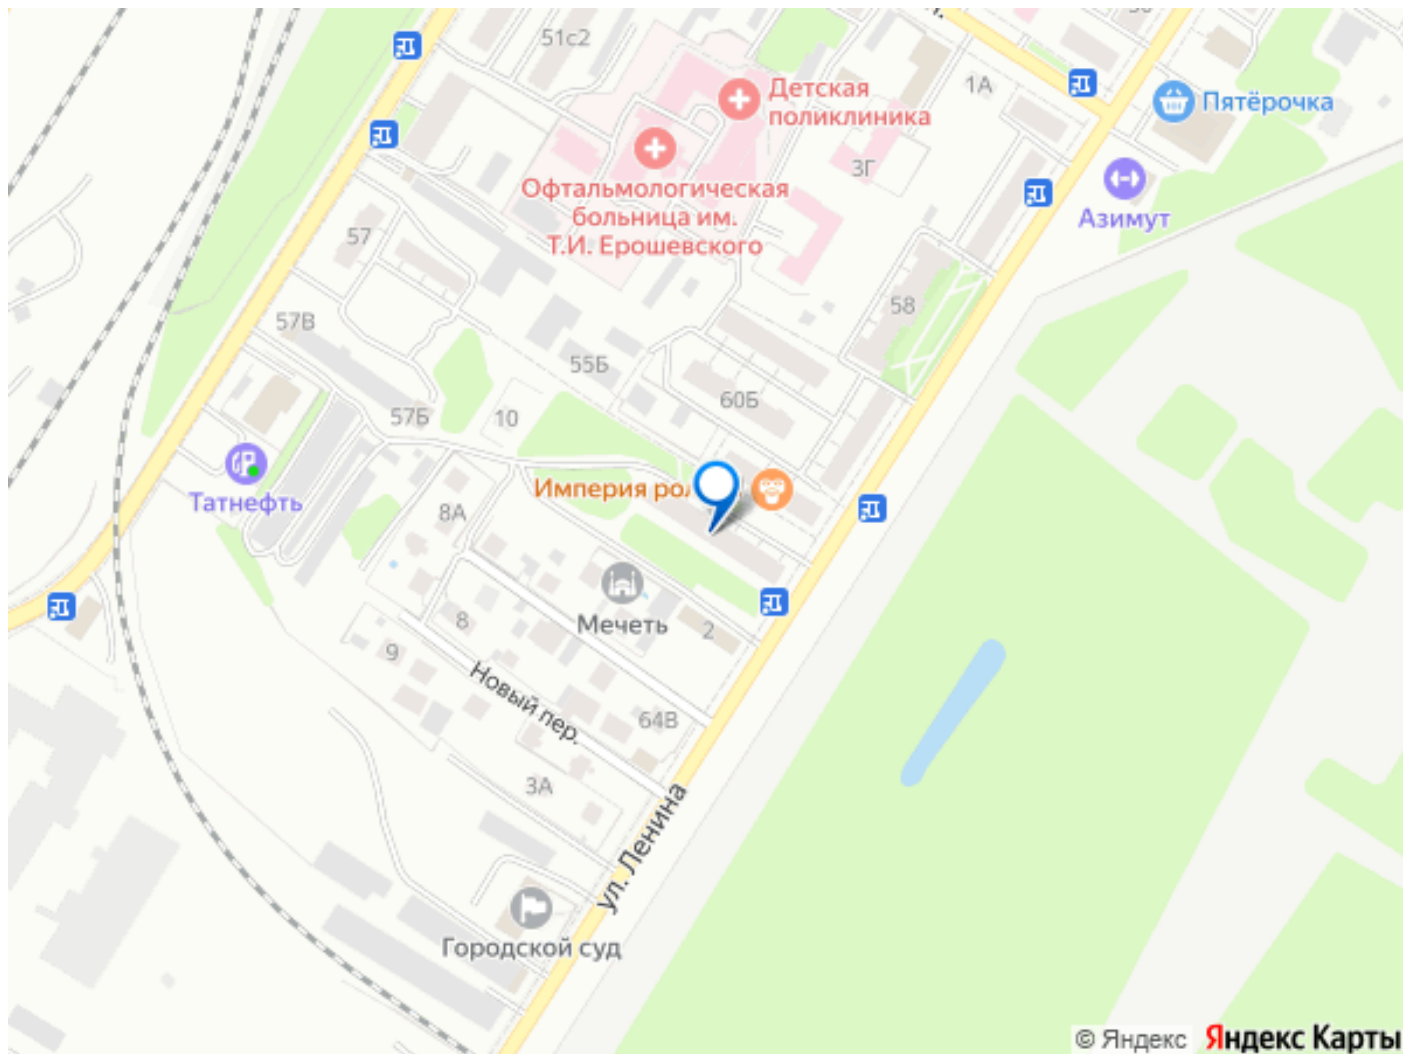 51с2
Детская
поликлиника
1А
Пятёрочка
3Г
Офтальмологическая
больница им.
Т.И. Ерошевского
Азимут
57
57В
58
55Б
60Б
57Б
10
Татнефть
Империя рол
8А
Мечеть
8
2
9
Новый пер.
64В
3А
ул. Ленина
Городской суд
© Яндекс Яндекс Карты